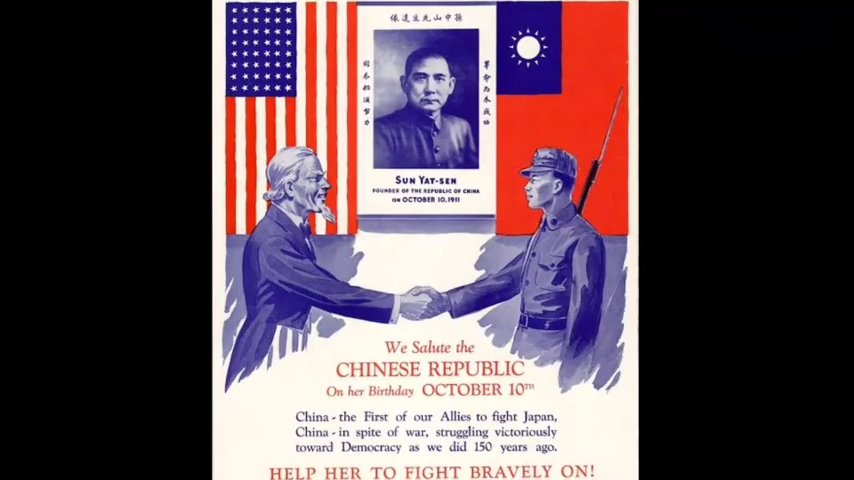 孫中山先生遺像
革命尚未成功
同志仍須努力
SUN YAT-SEN
FOUNDER OF THE REPUBLIC OF CHINA
ON OCTOBER 10, 1911
We Salute the
CHINESE REPUBLIC
On her Birthday OCTOBER 10TH
China - the First of our Allies to fight Japan,
China - in spite of war, struggling victoriously
toward Democracy as we did 150 years ago.
HELP HER TO FIGHT BRAVELY ON!